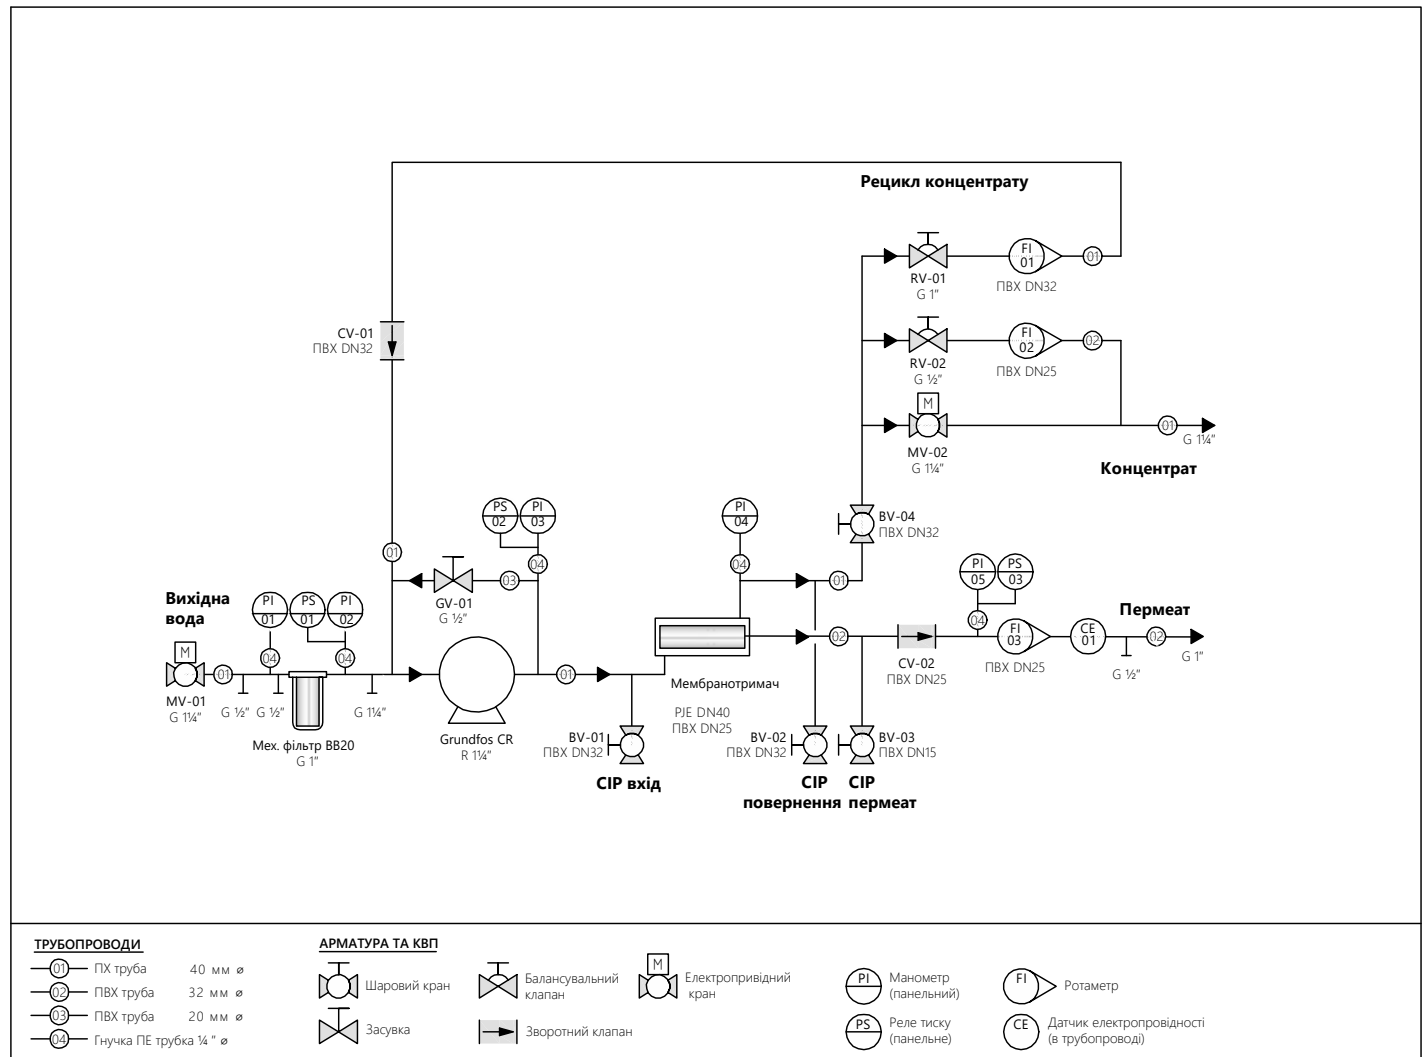 Рецикл концентрату
FI
01
01
RV-01
G 1"
ПВХ DN32
CV-01
ПВХ DN32
FI
02
02
RV-02
G ½"
ПВХ DN25
M
MV-02
G 1¼"
01
G 1¼"
Концентрат
PS
02
PI
03
PI
04
BV-04
ПВХ DN32
01
04
04
03
01
GV-01
G ½"
PI
05
PS
03
Вихідна
вода
PI
01
PS
01
PI
02
04
FI
03
CE
01
Пермеат
02
02
G 1"
M
04
04
CV-02
ПВХ DN25
ПВХ DN25
G ½"
01
01
MV-01
G 1¼"
G ½"
G ½"
G 1¼"
Мембранотримач
PJE DN40
ПВХ DN25
Мех. фільтр BB20
G 1"
Grundfos CR
R 1¼"
BV-01
ПВХ DN32
BV-02
ПВХ DN32
BV-03
ПВХ DN15
CIP вхід
CIP
повернення
CIP
пермеат
ТРУБОПРОВОДИ
01 ПХ труба 40 мм ø
02 ПВХ труба 32 мм ø
03 ПВХ труба 20 мм ø
04 Гнучка ПЕ трубка ¼ " ø
АРМАТУРА ТА КВП
Шаровий кран
Засувка
Балансувальний
клапан
Зворотний клапан
M
Електропривідний
кран
PI
Манометр
(панельний)
PS
Реле тиску
(панельне)
FI
Ротаметр
CE
Датчик електропровідності
(в трубопроводі)